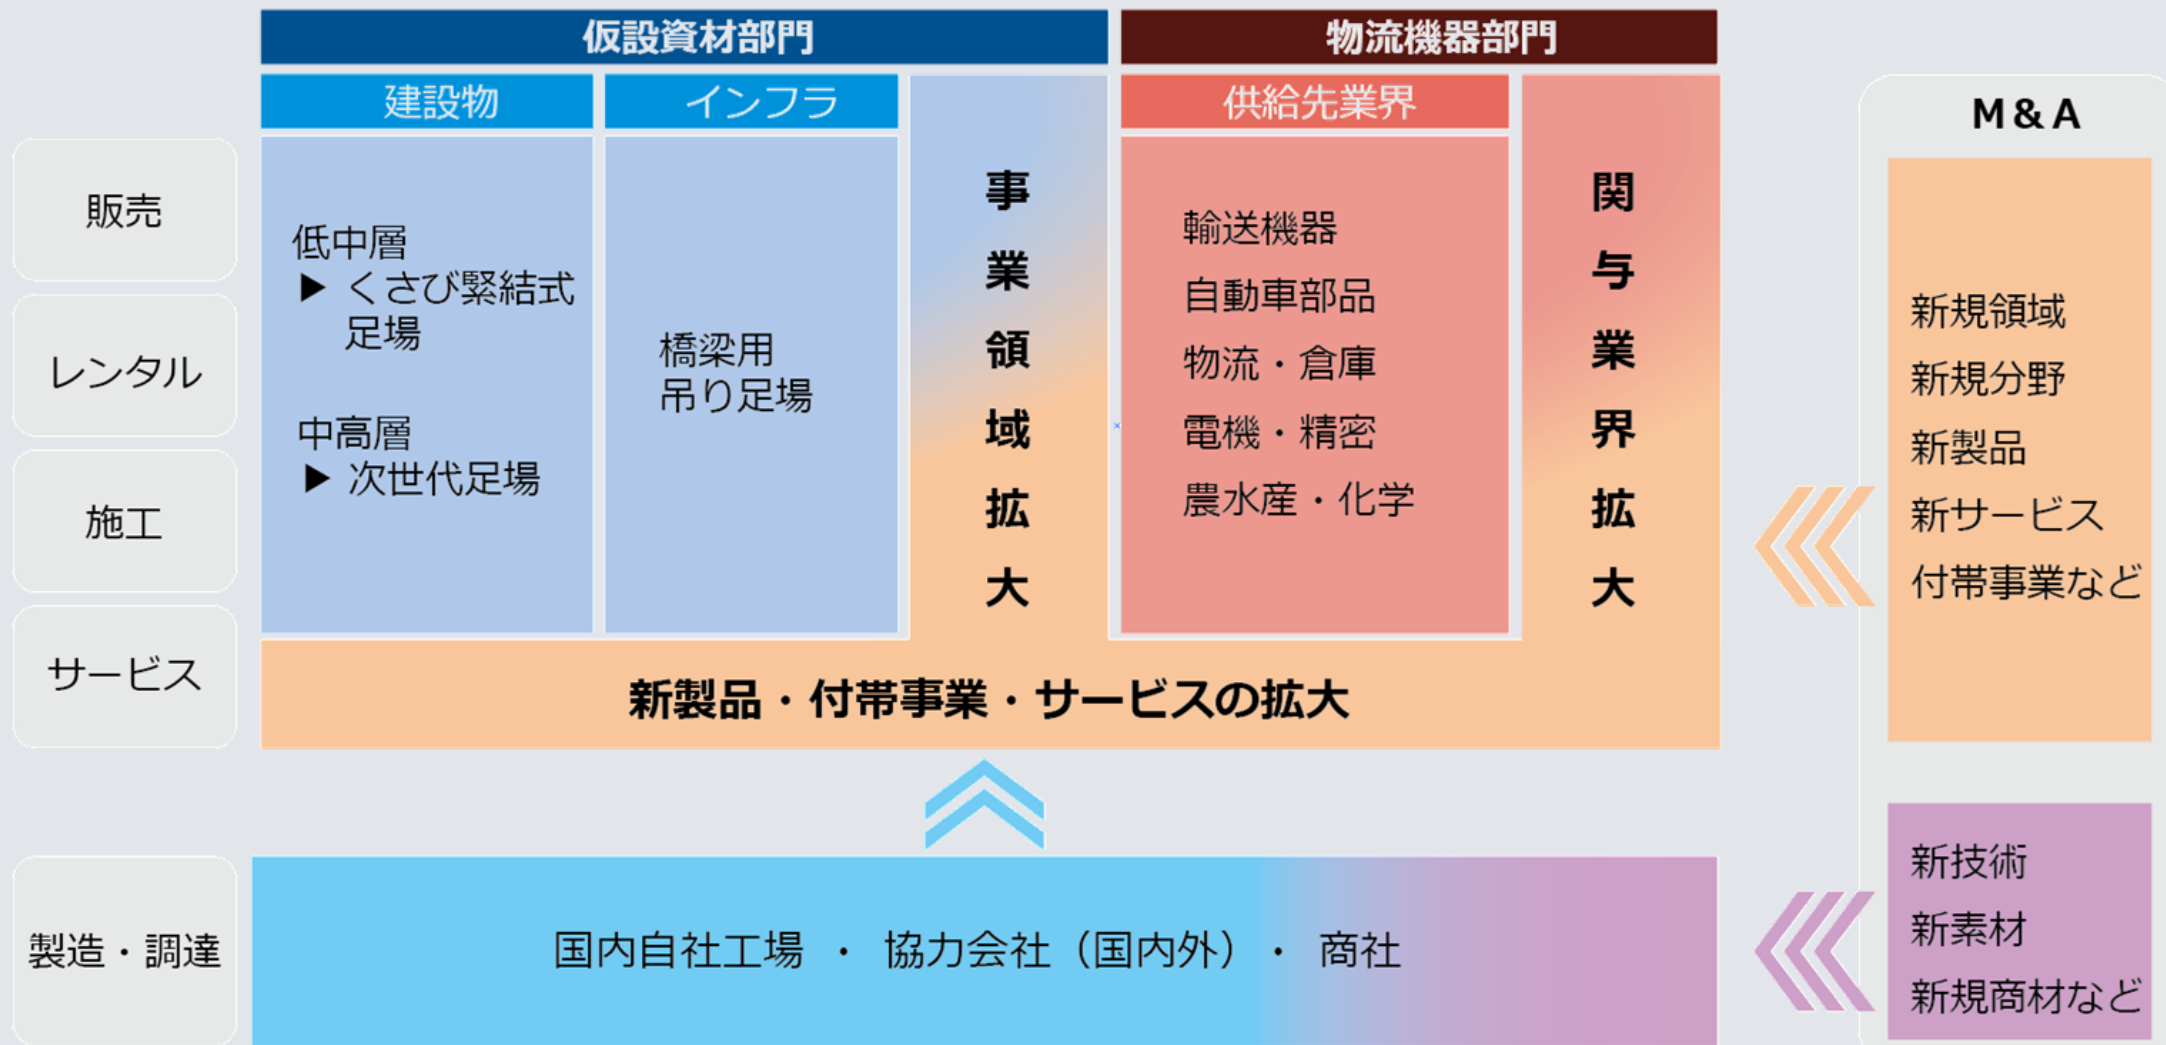 仮設資材部門
物流機器部門
建設物
インフラ
供給先業界
M&A
販売
レンタル
施工
サービス
低中層
▶ くさび緊結式
足場
中高層
▶ 次世代足場
橋梁用
吊り足場
事業領域拡大
輸送機器
自動車部品
物流・倉庫
電機・精密
農水産・化学
関与業界拡大
新規領域
新規分野
新製品
新サービス
付帯事業など
新製品・付帯事業・サービスの拡大
製造・調達
国内自社工場 ・ 協力会社（国内外）・ 商社
新技術
新素材
新規商材など